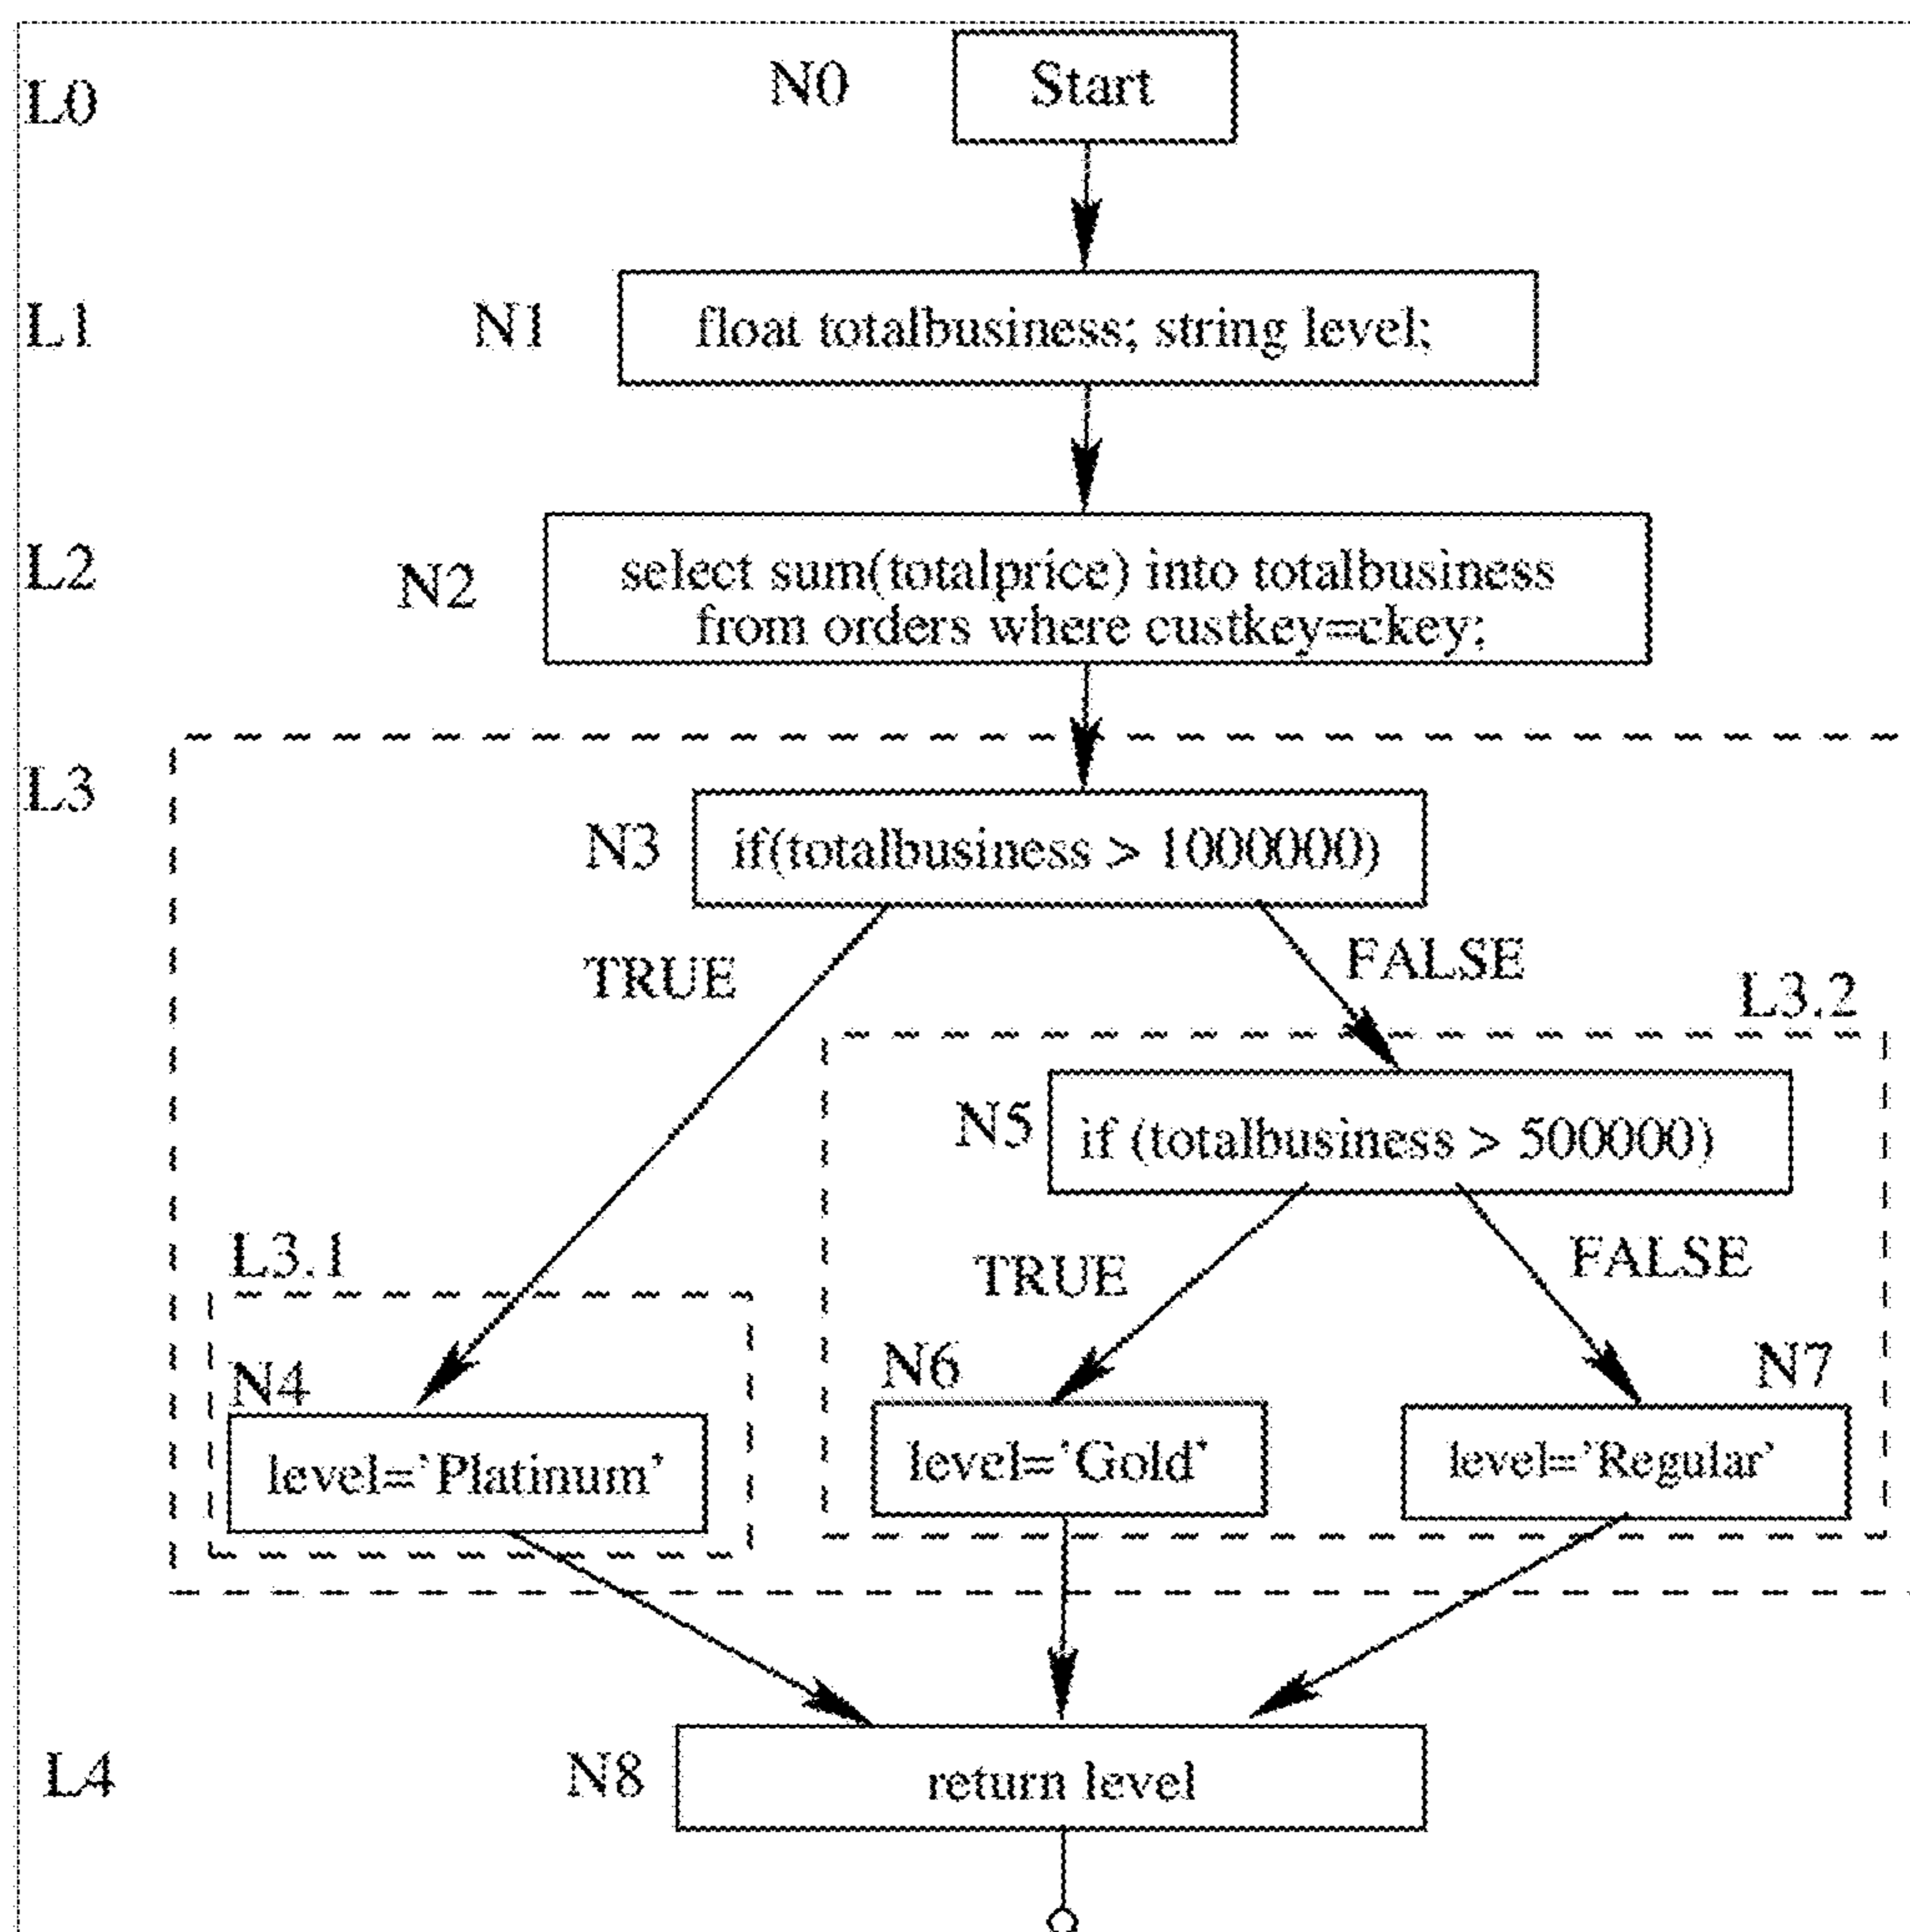 L0
N0
Start
L1
N1
float totalbusiness; string level;
L2
N2
select sum(totalprice) into totalbusiness
from orders where custkey=ckey;
L3
N3
if(totalbusiness > 1000000)
TRUE
FALSE
L3.2
N5
if (totalbusiness > 500000)
L3.1
TRUE
FALSE
N4
N6
N7
level='Platinum'
level='Gold'
level='Regular'
L4
N8
return level